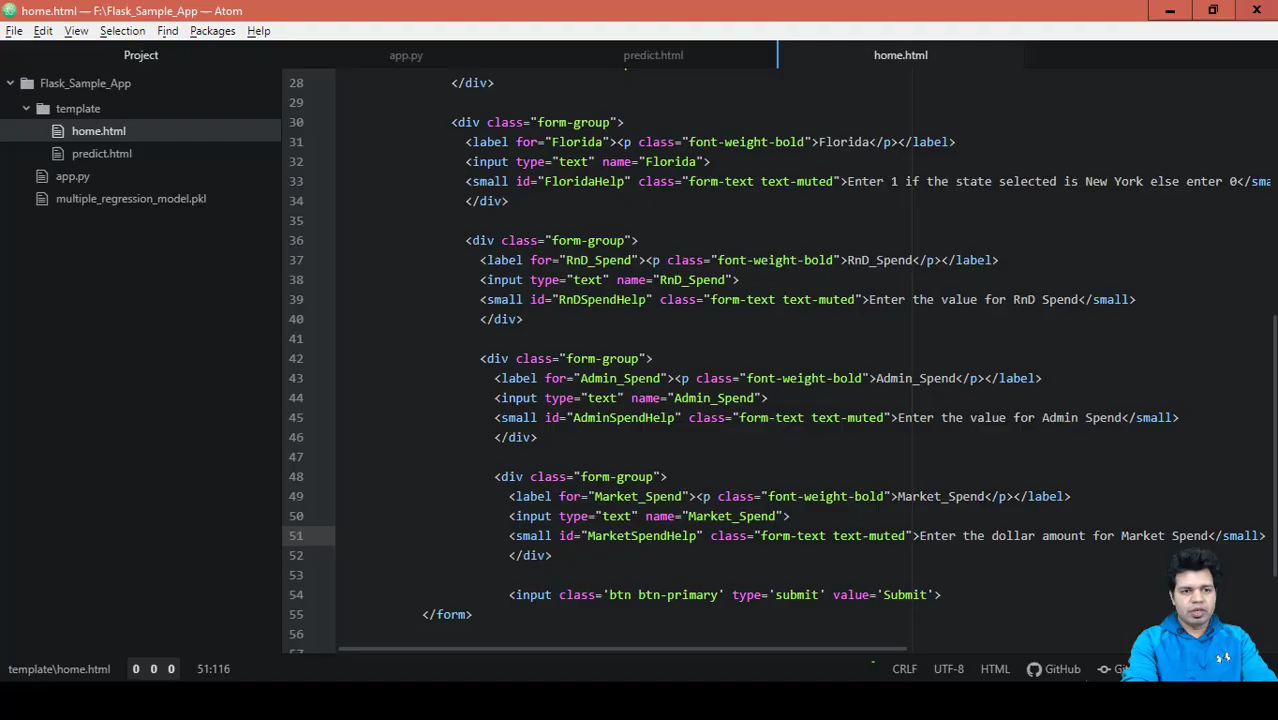 home.html — F:\Flask_Sample_App — Atom
File Edit View Selection Find Packages Help
Project
app.py
predict.html
home.html
Flask_Sample_App
template
home.html
predict.html
app.py
multiple_regression_model.pkl
28 </div>
29
30 <div class="form-group">
31 <label for="Florida"><p class="font-weight-bold">Florida</p></label>
32 <input type="text" name="Florida">
33 <small id="FloridaHelp" class="form-text text-muted">Enter 1 if the state selected is New York else enter 0</sma
34 </div>
35
36 <div class="form-group">
37 <label for="RnD_Spend"><p class="font-weight-bold">RnD_Spend</p></label>
38 <input type="text" name="RnD_Spend">
39 <small id="RnDSpendHelp" class="form-text text-muted">Enter the value for RnD Spend</small>
40 </div>
41
42 <div class="form-group">
43 <label for="Admin_Spend"><p class="font-weight-bold">Admin_Spend</p></label>
44 <input type="text" name="Admin_Spend">
45 <small id="AdminSpendHelp" class="form-text text-muted">Enter the value for Admin Spend</small>
46 </div>
47
48 <div class="form-group">
49 <label for="Market_Spend"><p class="font-weight-bold">Market_Spend</p></label>
50 <input type="text" name="Market_Spend">
51 <small id="MarketSpendHelp" class="form-text text-muted">Enter the dollar amount for Market Spend</small>
52 </div>
53
54 <input class='btn btn-primary' type='submit' value='Submit'>
55 </form>
56
template\home.html 0 0 0 51:116 CRLF UTF-8 HTML GitHub